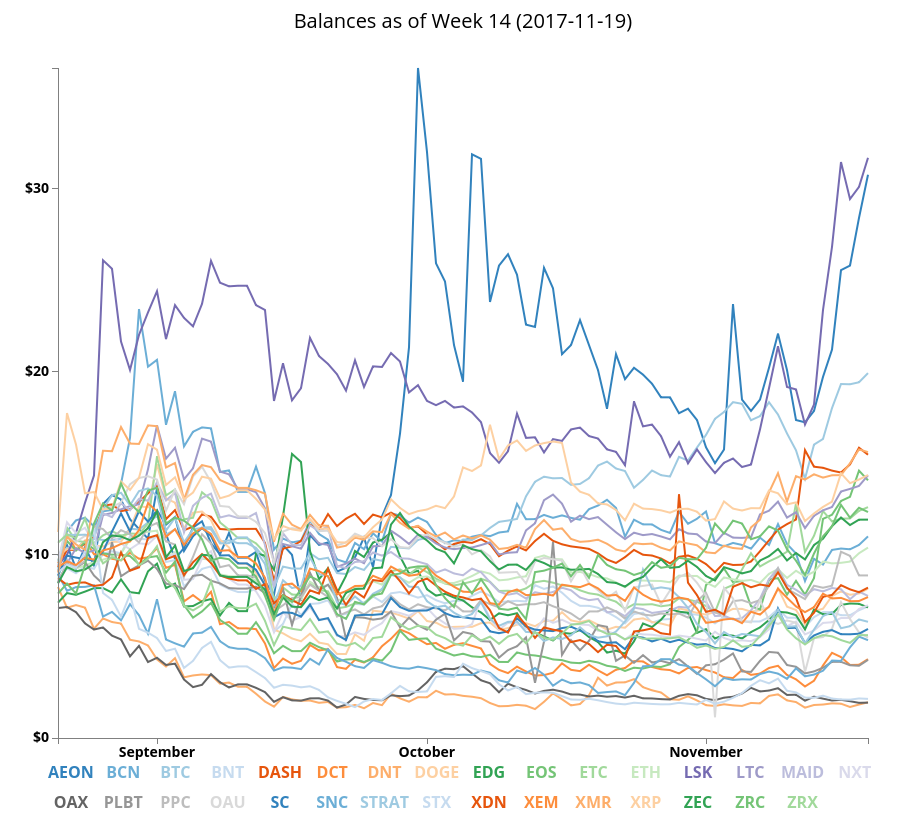 Balances as of Week 14 (2017-11-19)
$30
$20
$10
$0
September October November
AEON BCN BTC BNT DASH DCT DNT DOGE EDG EOS ETC ETH LSK LTC MAID NXT
OAX PLBT PPC OAU SC SNC STRAT STX XDN XEM XMR XRP ZEC ZRC ZRX